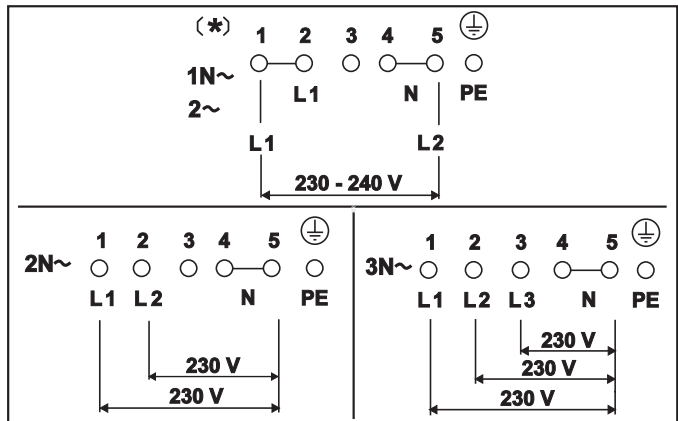 (*) 1 2 3 4 5
1N~ L1 N PE
2~
L1 L2
230 - 240 V
1 2 3 4 5
2N~
L1 L2 N PE
230 V
230 V
1 2 3 4 5
3N~
L1 L2 L3 N PE
230 V
230 V
230 V